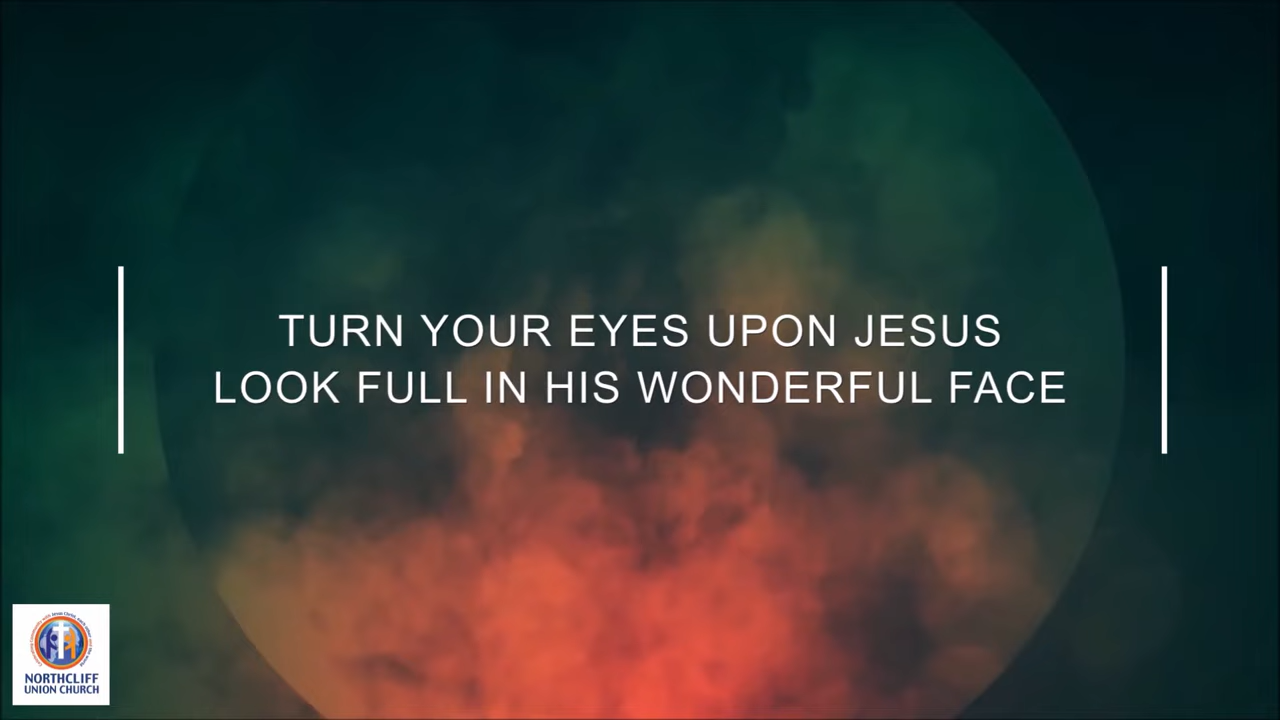 TURN YOUR EYES UPON JESUS
LOOK FULL IN HIS WONDERFUL FACE
NORTHCLIFF
UNION CHURCH